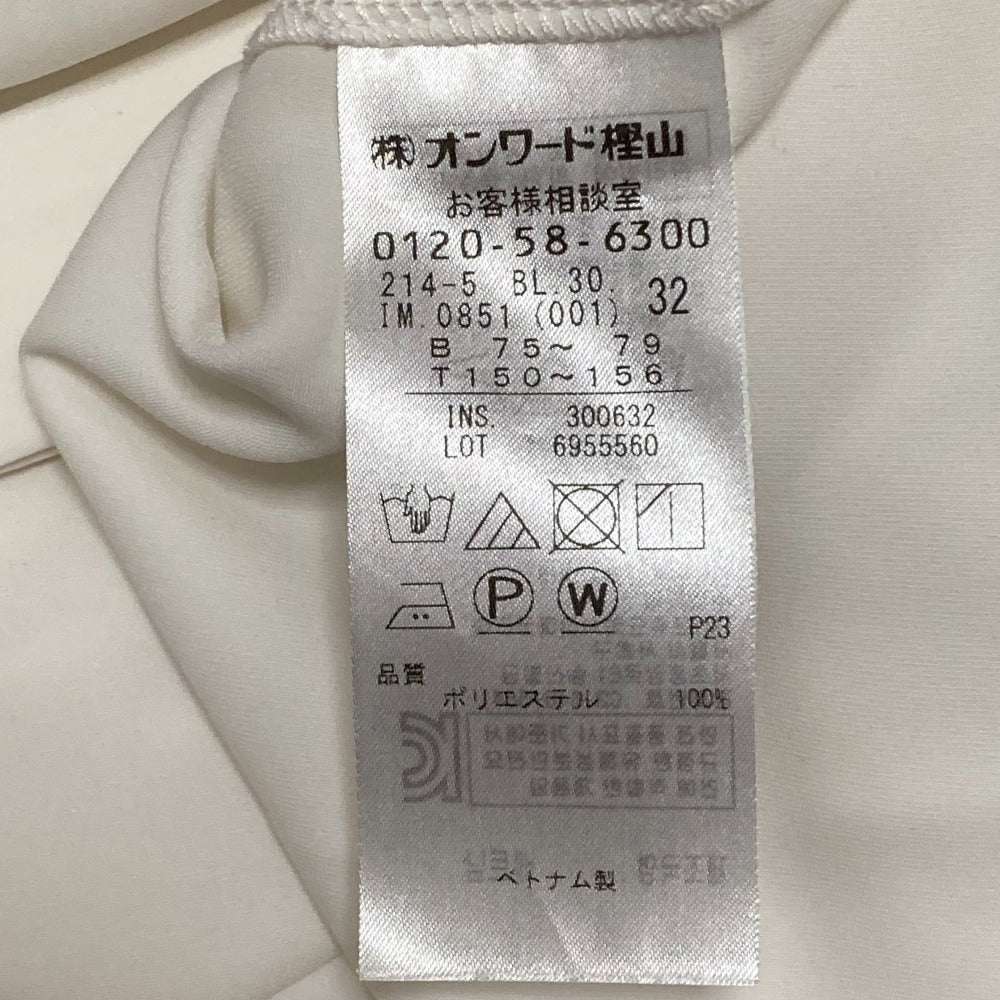 ㈱オンワード樫山
お客様相談室
0120-58-6300
214-5 BL.30. 32
IM.0851 (001)
B 75～ 79
T150～156
INS. 300632
LOT 6955560
P W
P23
品質
ポリエステル 100%
ベトナム製